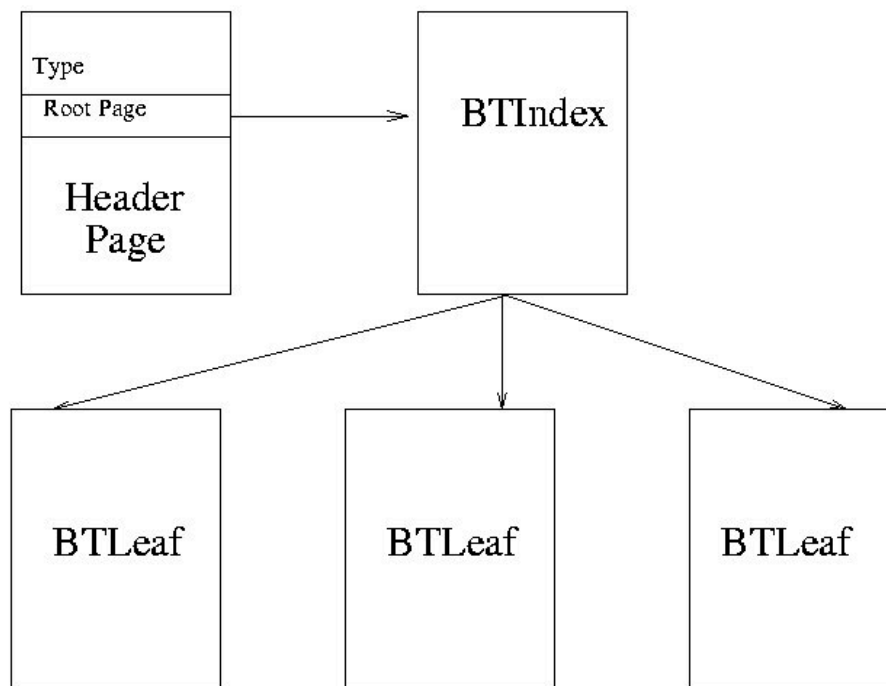 Type
Root Page
Header
Page
BTIndex
BTLeaf
BTLeaf
BTLeaf